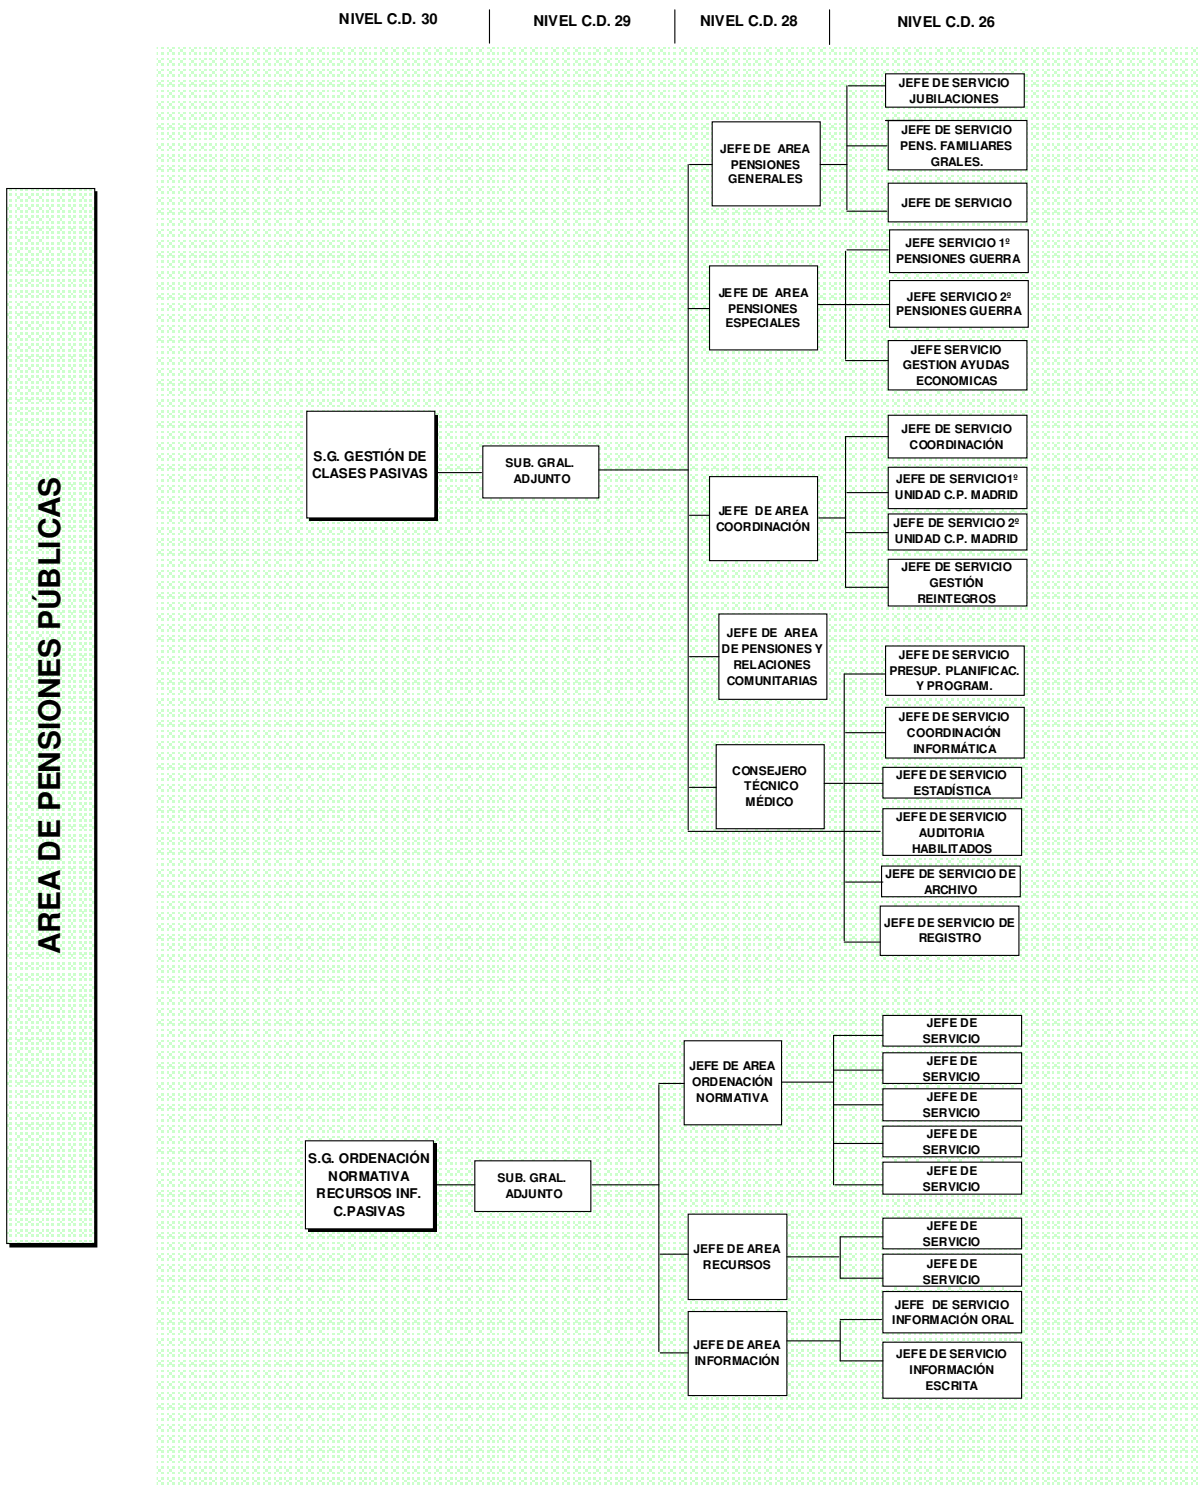 NIVEL C.D. 30
NIVEL C.D. 29
NIVEL C.D. 28
NIVEL C.D. 26
AREA DE PENSIONES PÚBLICAS
S.G. GESTIÓN DE
CLASES PASIVAS
SUB. GRAL.
ADJUNTO
JEFE DE AREA
PENSIONES
GENERALES
JEFE DE SERVICIO
JUBILACIONES
JEFE DE SERVICIO
PENS. FAMILIARES
GRALES.
JEFE DE SERVICIO
JEFE DE AREA
PENSIONES
ESPECIALES
JEFE SERVICIO 1º
PENSIONES GUERRA
JEFE SERVICIO 2º
PENSIONES GUERRA
JEFE SERVICIO
GESTION AYUDAS
ECONOMICAS
JEFE DE AREA
COORDINACIÓN
JEFE DE SERVICIO
COORDINACIÓN
JEFE DE SERVICIO1º
UNIDAD C.P. MADRID
JEFE DE SERVICIO 2º
UNIDAD C.P. MADRID
JEFE DE SERVICIO
GESTIÓN
REINTEGROS
JEFE DE AREA
DE PENSIONES Y
RELACIONES
COMUNITARIAS
CONSEJERO
TÉCNICO
MÉDICO
JEFE DE SERVICIO
PRESUP. PLANIFICAC.
Y PROGRAM.
JEFE DE SERVICIO
COORDINACIÓN
INFORMÁTICA
JEFE DE SERVICIO
ESTADÍSTICA
JEFE DE SERVICIO
AUDITORIA
HABILITADOS
JEFE DE SERVICIO DE
ARCHIVO
JEFE DE SERVICIO DE
REGISTRO
S.G. ORDENACIÓN
NORMATIVA
RECURSOS INF.
C.PASIVAS
SUB. GRAL.
ADJUNTO
JEFE DE AREA
ORDENACIÓN
NORMATIVA
JEFE DE
SERVICIO
JEFE DE
SERVICIO
JEFE DE
SERVICIO
JEFE DE
SERVICIO
JEFE DE
SERVICIO
JEFE DE AREA
RECURSOS
JEFE DE
SERVICIO
JEFE DE
SERVICIO
JEFE DE AREA
INFORMACIÓN
JEFE DE SERVICIO
INFORMACIÓN ORAL
JEFE DE SERVICIO
INFORMACIÓN
ESCRITA